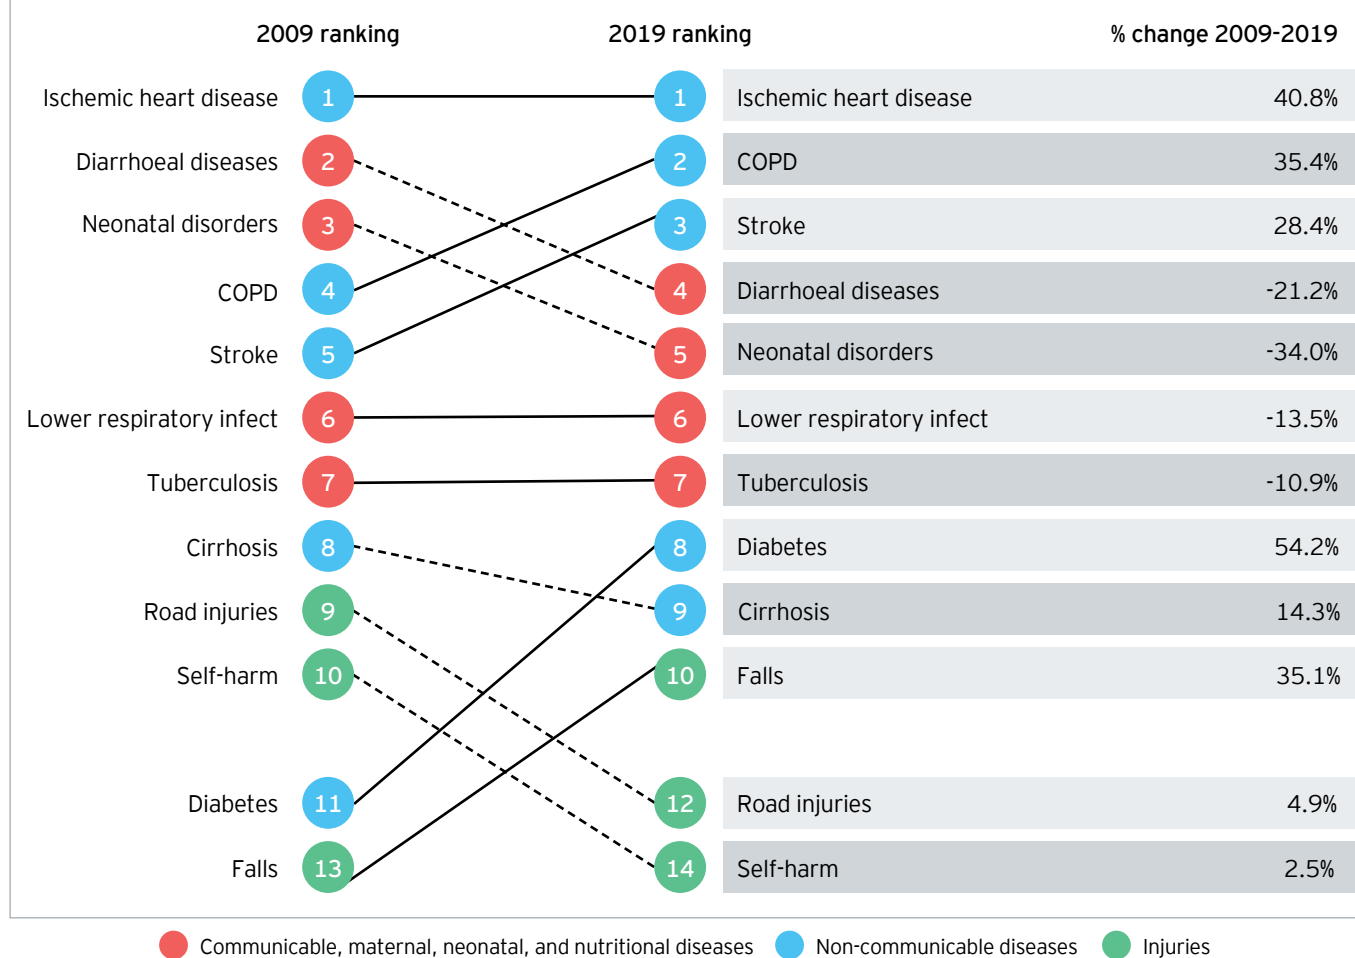 2009 ranking 2019 ranking % change 2009-2019
Ischemic heart disease 1 1 Ischemic heart disease 40.8%
Diarrhoeal diseases 2 2 COPD 35.4%
Neonatal disorders 3 3 Stroke 28.4%
COPD 4 4 Diarrhoeal diseases -21.2%
Stroke 5 5 Neonatal disorders -34.0%
Lower respiratory infect 6 6 Lower respiratory infect -13.5%
Tuberculosis 7 7 Tuberculosis -10.9%
Cirrhosis 8 8 Diabetes 54.2%
Road injuries 9 9 Cirrhosis 14.3%
Self-harm 10 10 Falls 35.1%
Diabetes 11 12 Road injuries 4.9%
Falls 13 14 Self-harm 2.5%
Communicable, maternal, neonatal, and nutritional diseases Non-communicable diseases Injuries